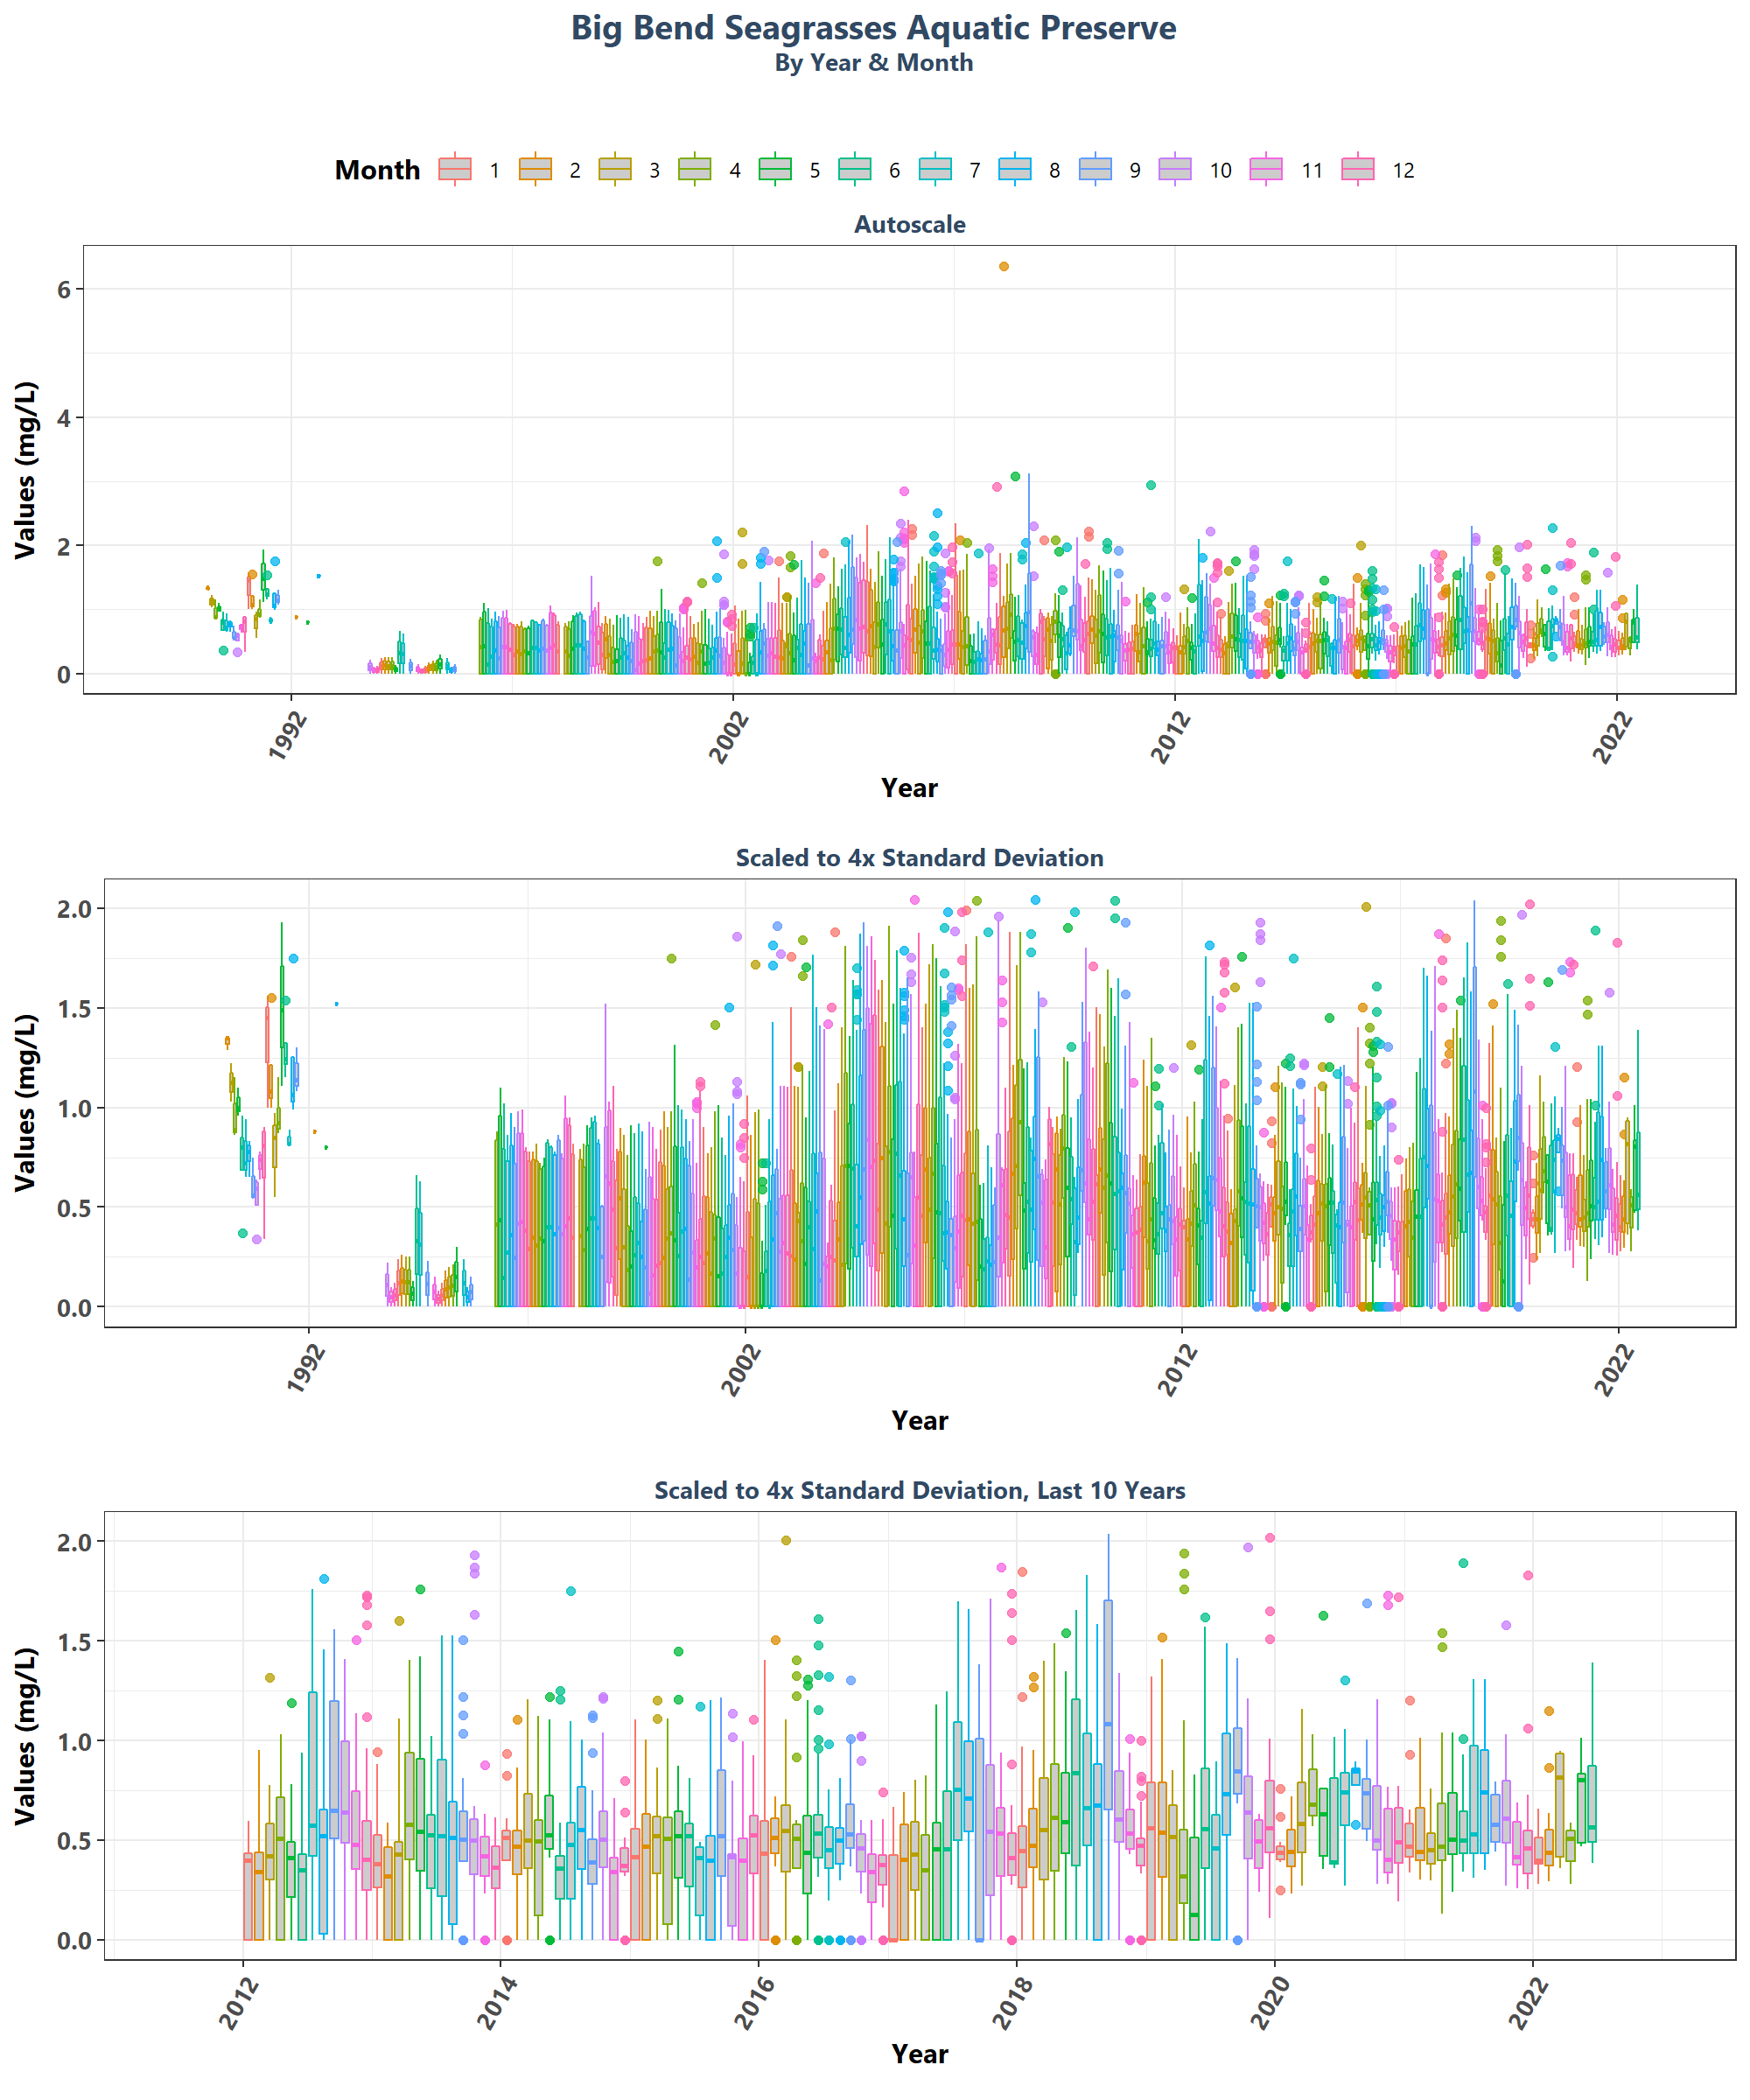 Big Bend Seagrasses Aquatic Preserve
By Year & Month
Month 1 2 3 4 5 6 7 8 9 10 11 12
Autoscale
Values (mg/L)
6
4
2
0
1992 2002 2012 2022
Year
Scaled to 4x Standard Deviation
Values (mg/L)
2.0
1.5
1.0
0.5
0.0
1992 2002 2012 2022
Year
Scaled to 4x Standard Deviation, Last 10 Years
Values (mg/L)
2.0
1.5
1.0
0.5
0.0
2012 2014 2016 2018 2020 2022
Year